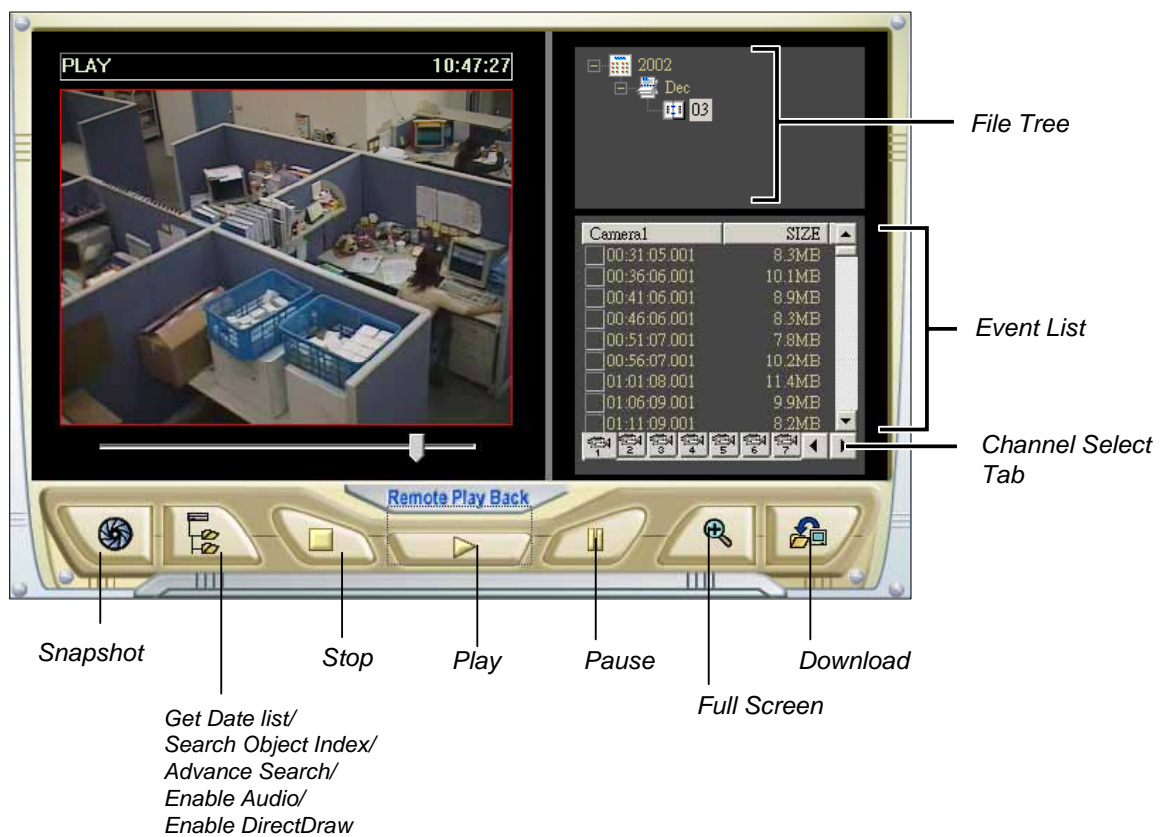 PLAY 10:47:27
2002
Dec
03
File Tree
Camera1 SIZE
00:31:05.001 8.3MB
00:36:06.001 10.1MB
00:41:06.001 8.9MB
00:46:06.001 8.3MB
00:51:07.001 7.8MB
00:56:07.001 10.2MB
01:01:08.001 11.4MB
01:06:09.001 9.9MB
01:11:09.001 8.2MB
Event List
1 2 3 4 5 6 7
Channel Select
Tab
Remote Play Back
Snapshot
Stop
Play
Pause
Download
Full Screen
Get Date list/
Search Object Index/
Advance Search/
Enable Audio/
Enable DirectDraw